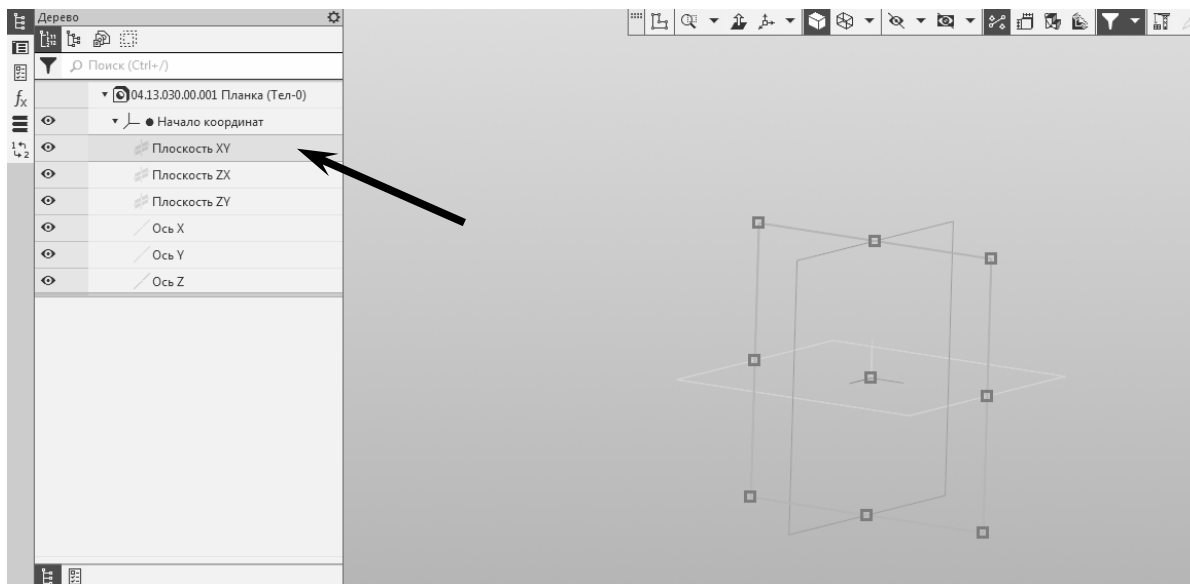 Дерево
Поиск (Ctrl+/)
04.13.030.00.001 Планка (Тел-0)
Начало координат
Плоскость XY
Плоскость ZX
Плоскость ZY
Ось X
Ось Y
Ось Z